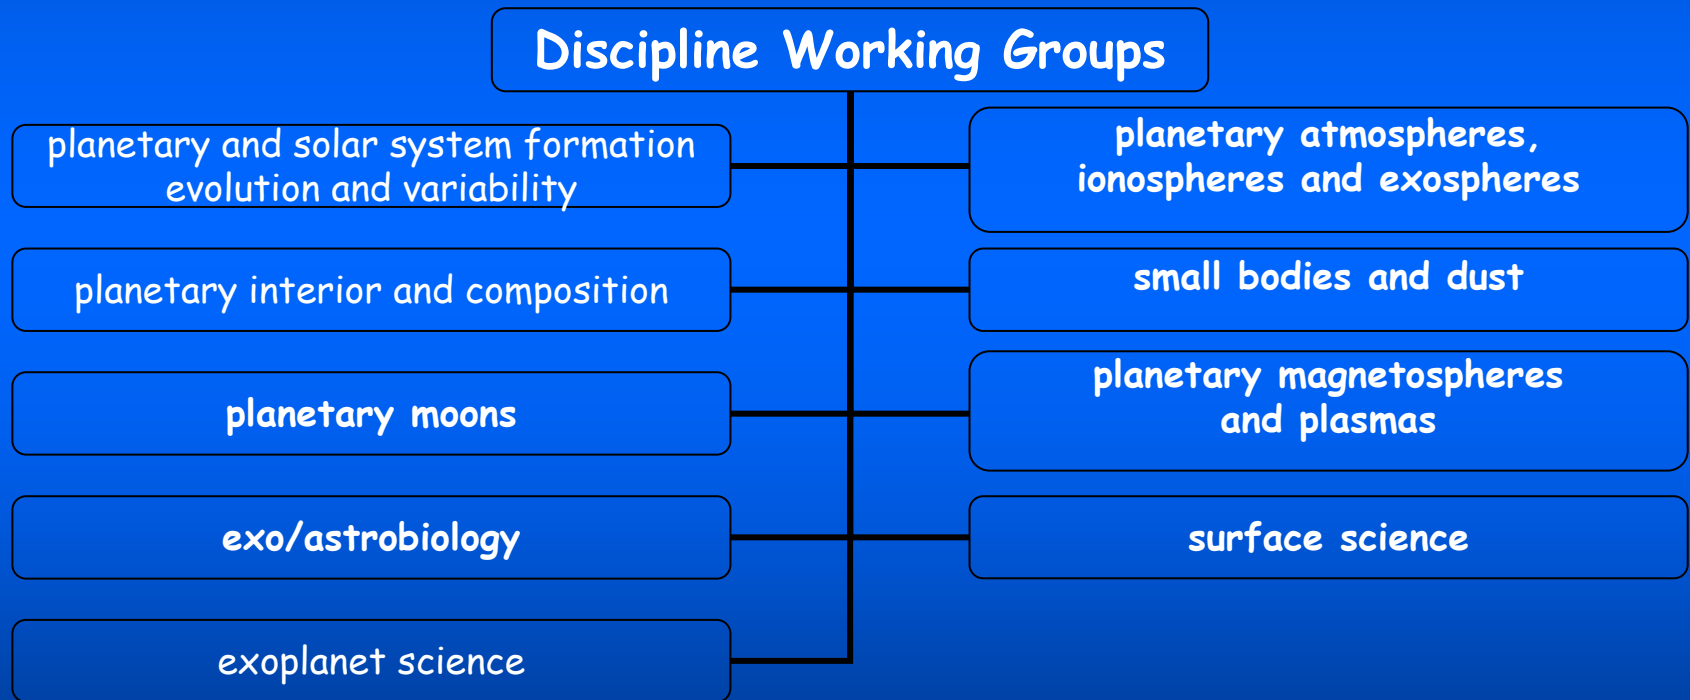 Discipline Working Groups
planetary and solar system formation
evolution and variability
planetary atmospheres,
ionospheres and exospheres
planetary interior and composition
small bodies and dust
planetary moons
planetary magnetospheres
and plasmas
exo/astrobiology
surface science
exoplanet science